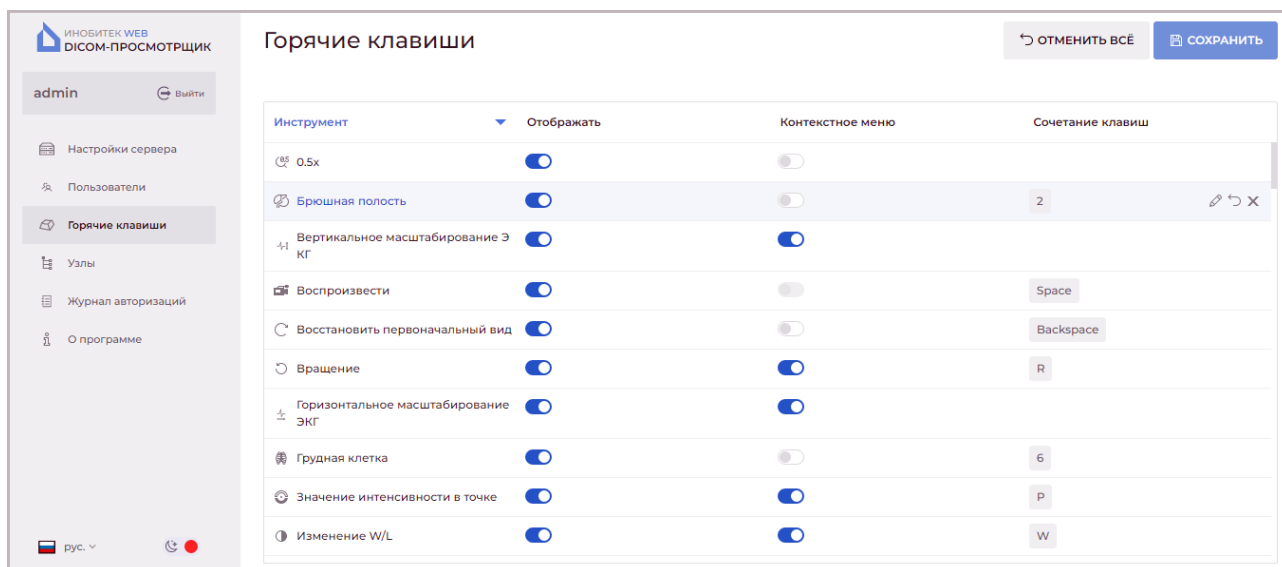 ИНОБИТЕК WEB
DICOM-ПРОСМОТРЩИК
admin
Выйти
Настройки сервера
Пользователи
Горячие клавиши
Узлы
Журнал авторизаций
О программе
рус.
Горячие клавиши
ОТМЕНИТЬ ВСЁ
СОХРАНИТЬ
Инструмент Отображать Контекстное меню Сочетание клавиш
0.5 0.5x
Брюшная полость 2
Вертикальное масштабирование Э
КГ
Воспроизвести Space
Восстановить первоначальный вид Backspace
Вращение R
Горизонтальное масштабирование
ЭКГ
Грудная клетка 6
Значение интенсивности в точке P
Изменение W/L W